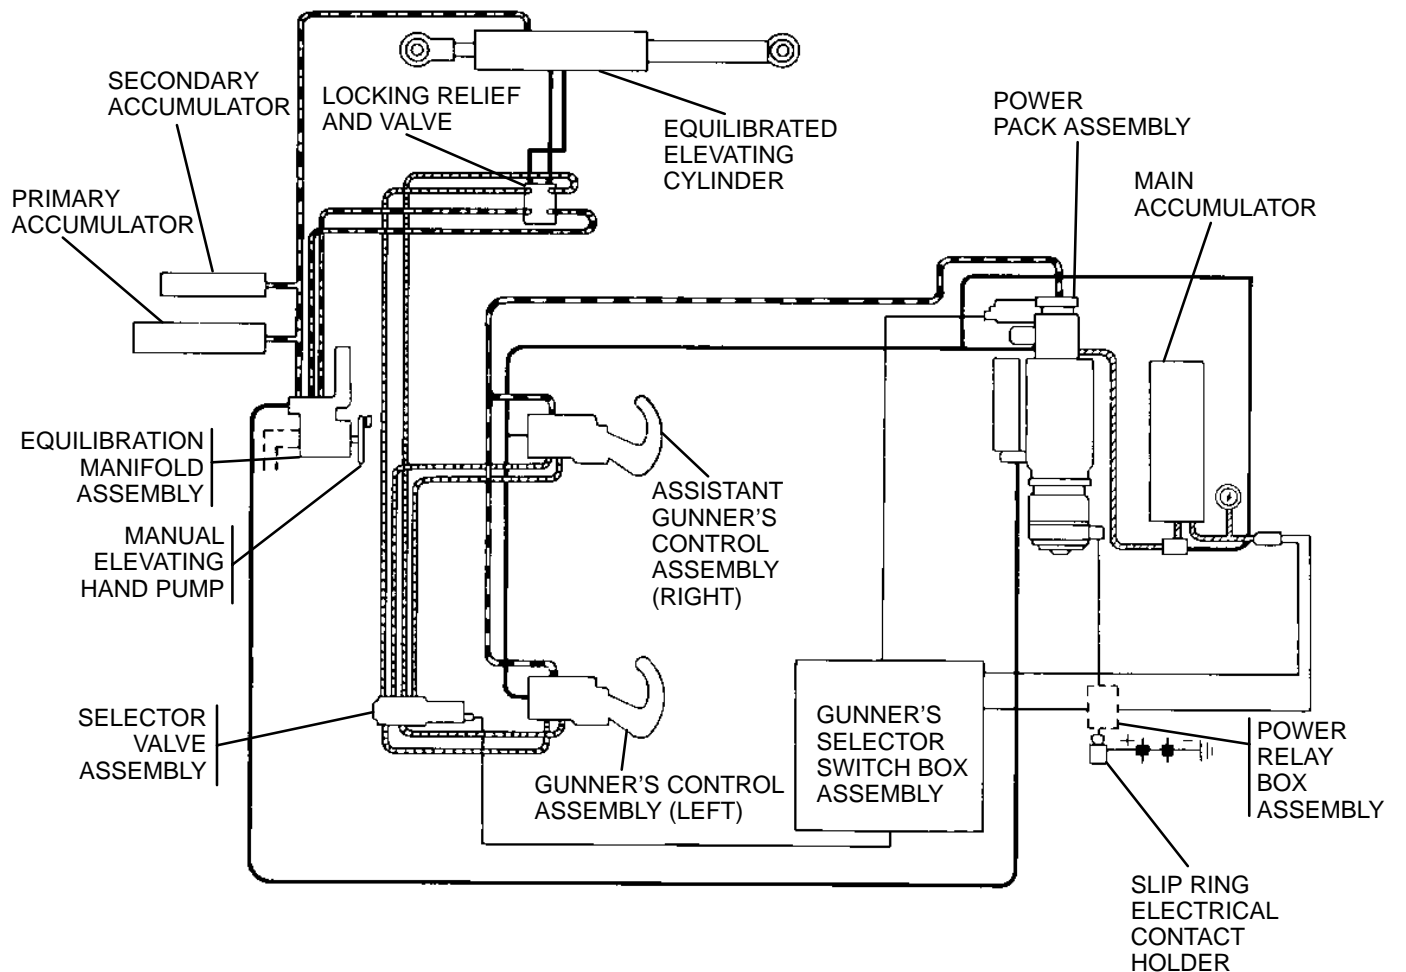 SECONDARY
ACCUMULATOR
LOCKING RELIEF
AND VALVE
EQUILIBRATED
ELEVATING
CYLINDER
POWER
PACK ASSEMBLY
MAIN
ACCUMULATOR
PRIMARY
ACCUMULATOR
EQUILIBRATION
MANIFOLD
ASSEMBLY
MANUAL
ELEVATING
HAND PUMP
ASSISTANT
GUNNER'S
CONTROL
ASSEMBLY
(RIGHT)
SELECTOR
VALVE
ASSEMBLY
GUNNER'S CONTROL
ASSEMBLY (LEFT)
GUNNER'S
SELECTOR
SWITCH BOX
ASSEMBLY
+ −
POWER
RELAY
BOX
ASSEMBLY
SLIP RING
ELECTRICAL
CONTACT
HOLDER